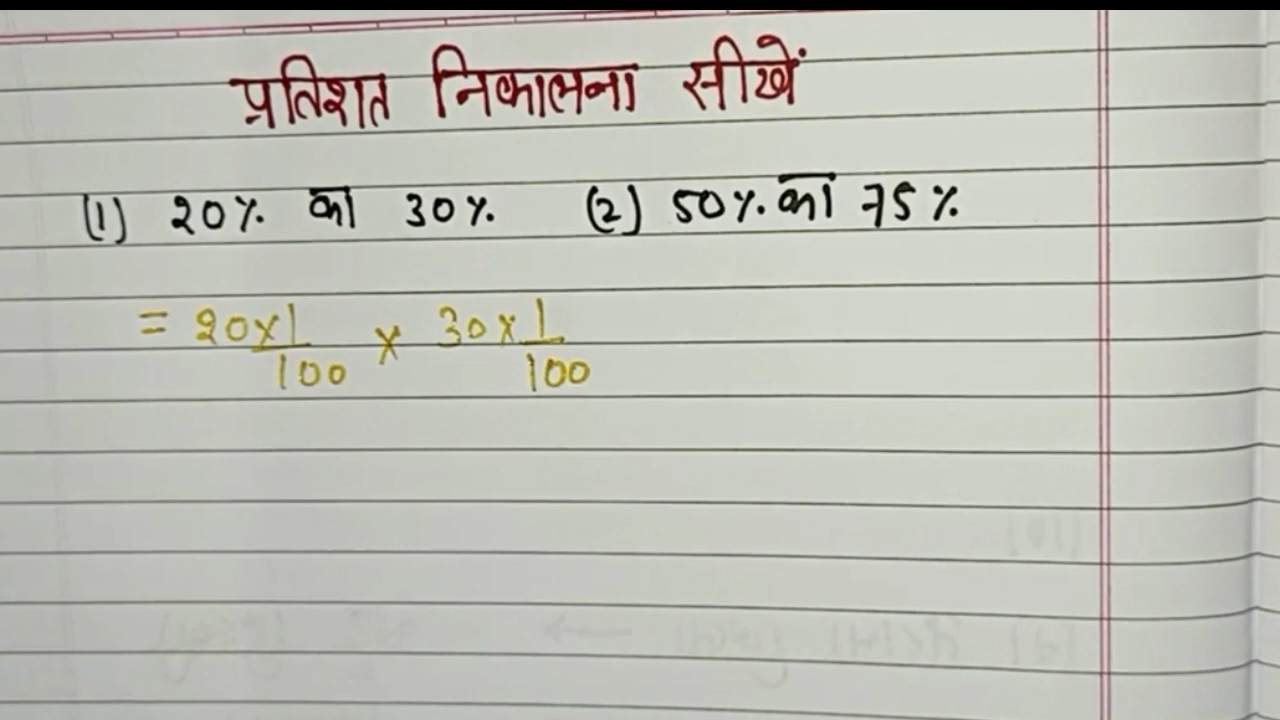 प्रतिशत निकालना सीखें
(1) 20% का 30% (2) 50% का 75%
= 20×1/100 × 30×1/100